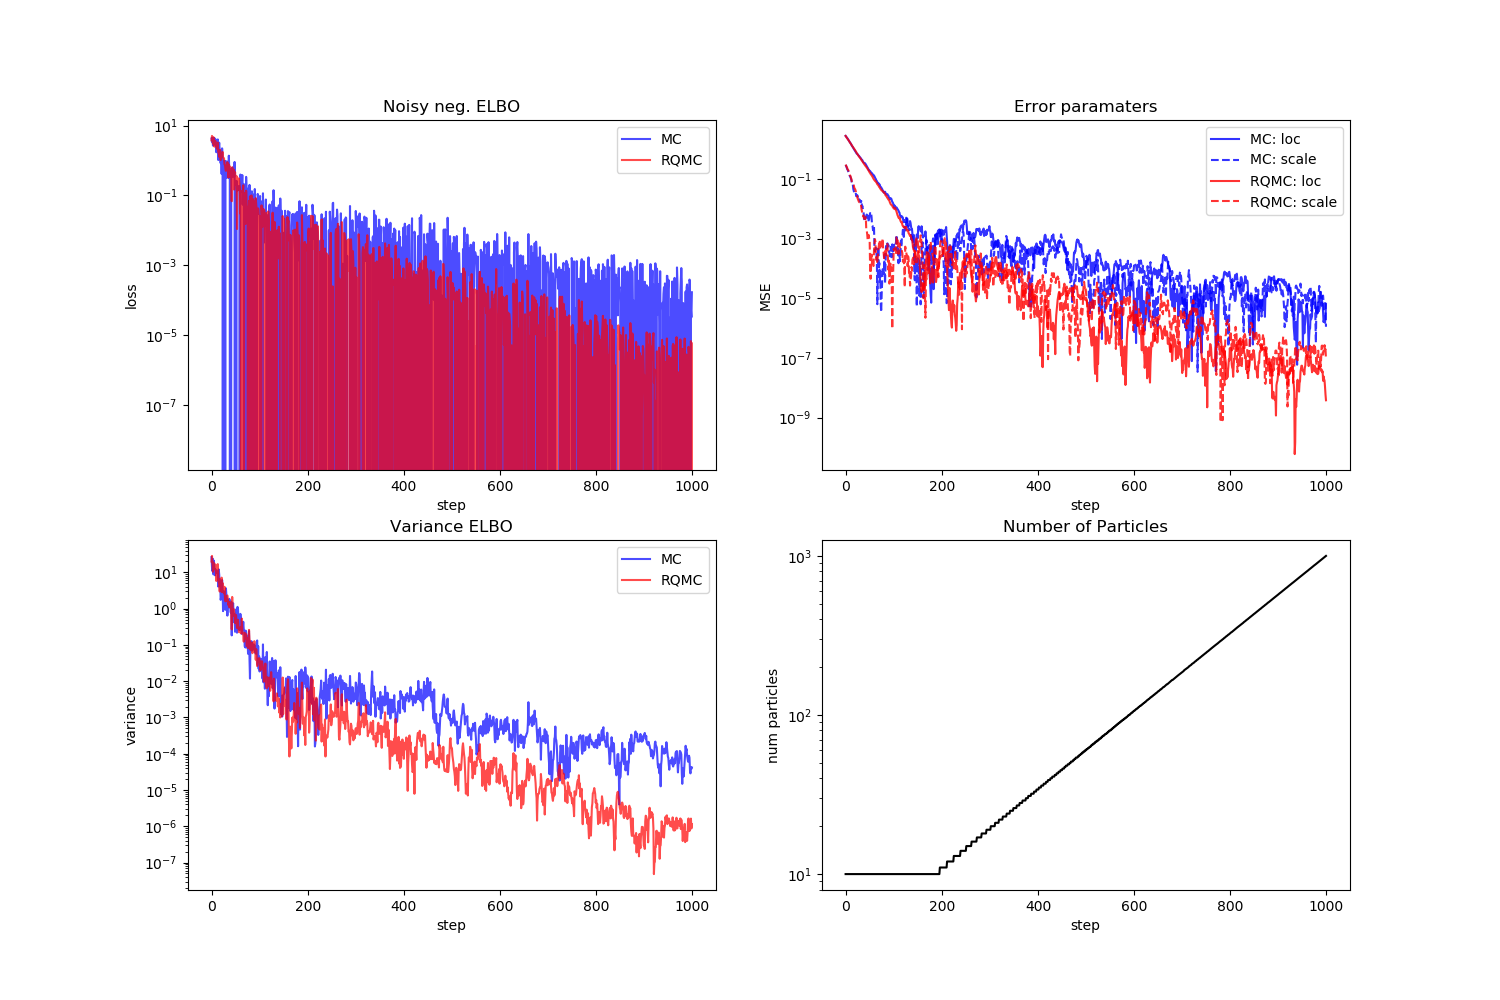 Noisy neg. ELBO
10^1
10^-1
10^-3
10^-5
10^-7
loss
MC
RQMC
0 200 400 600 800 1000
step
Error paramaters
10^-1
10^-3
10^-5
10^-7
10^-9
MSE
MC: loc
MC: scale
RQMC: loc
RQMC: scale
0 200 400 600 800 1000
step
Variance ELBO
10^1
10^0
10^-1
10^-2
10^-3
10^-4
10^-5
10^-6
10^-7
variance
MC
RQMC
0 200 400 600 800 1000
step
Number of Particles
10^3
10^2
10^1
num particles
0 200 400 600 800 1000
step